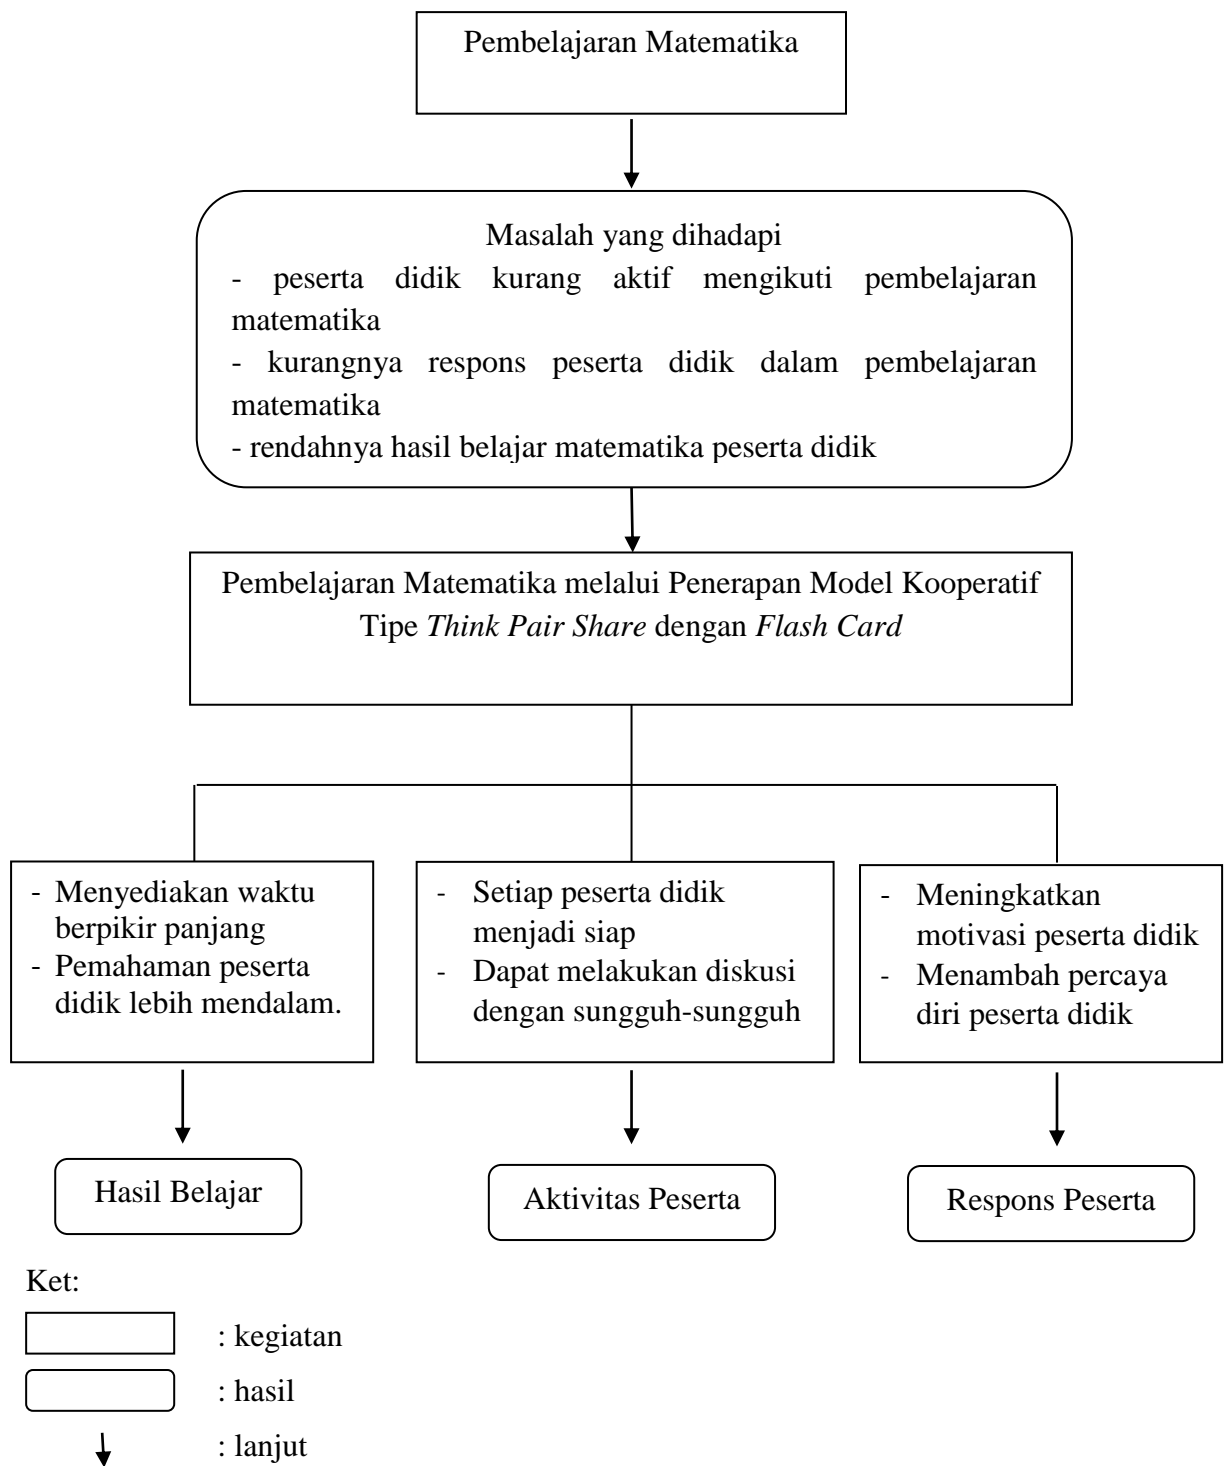 Pembelajaran Matematika
Masalah yang dihadapi
- peserta didik kurang aktif mengikuti pembelajaran
matematika
- kurangnya respons peserta didik dalam pembelajaran
matematika
- rendahnya hasil belajar matematika peserta didik
Pembelajaran Matematika melalui Penerapan Model Kooperatif
Tipe Think Pair Share dengan Flash Card
- Menyediakan waktu
berpikir panjang
- Pemahaman peserta
didik lebih mendalam.
- Setiap peserta didik
menjadi siap
- Dapat melakukan diskusi
dengan sungguh-sungguh
- Meningkatkan
motivasi peserta didik
- Menambah percaya
diri peserta didik
Hasil Belajar
Aktivitas Peserta
Respons Peserta
Ket:
: kegiatan
: hasil
: lanjut